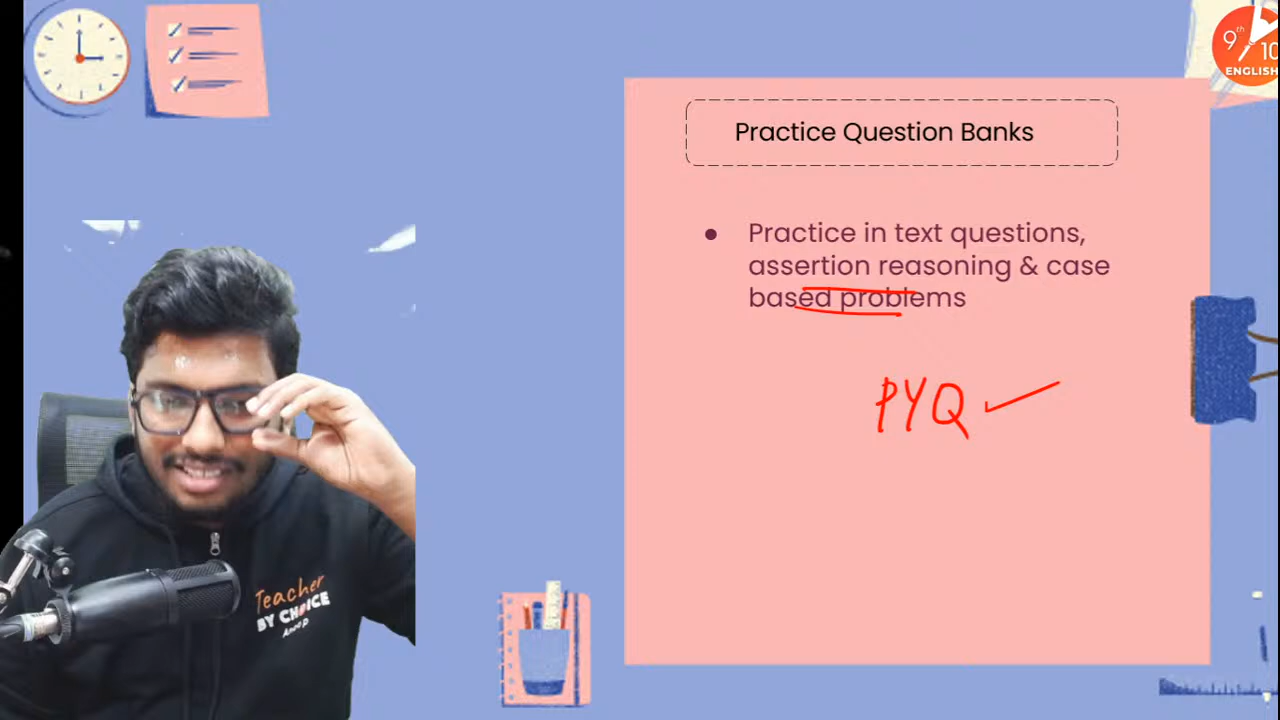 9th
10
ENGLISH
Practice Question Banks
● Practice in text questions,
assertion reasoning & case
based problems
PYQ
Teacher
BY CHOICE